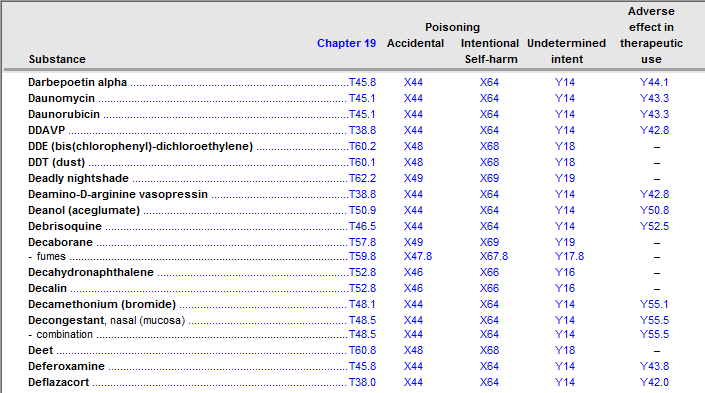 Adverse
Poisoning effect in
Chapter 19 Accidental Intentional Undetermined therapeutic
Substance Self-harm intent use
Darbepoetin alpha T45.8 X44 X64 Y14 Y44.1
Daunomycin T45.1 X44 X64 Y14 Y43.3
Daunorubicin T45.1 X44 X64 Y14 Y43.3
DDAVP T38.8 X44 X64 Y14 Y42.8
DDE (bis(chlorophenyl)-dichloroethylene) T60.2 X48 X68 Y18 –
DDT (dust) T60.1 X48 X68 Y18 –
Deadly nightshade T62.2 X49 X69 Y19 –
Deamino-D-arginine vasopressin T38.8 X44 X64 Y14 Y42.8
Deanol (aceglumate) T50.9 X44 X64 Y14 Y50.8
Debrisoquine T46.5 X44 X64 Y14 Y52.5
Decaborane T57.8 X49 X69 Y19 –
- fumes T59.8 X47.8 X67.8 Y17.8 –
Decahydronaphthalene T52.8 X46 X66 Y16 –
Decalin T52.8 X46 X66 Y16 –
Decamethonium (bromide) T48.1 X44 X64 Y14 Y55.1
Decongestant, nasal (mucosa) T48.5 X44 X64 Y14 Y55.5
- combination T48.5 X44 X64 Y14 Y55.5
Deet T60.8 X48 X68 Y18 –
Deferoxamine T45.8 X44 X64 Y14 Y43.8
Deflazacort T38.0 X44 X64 Y14 Y42.0